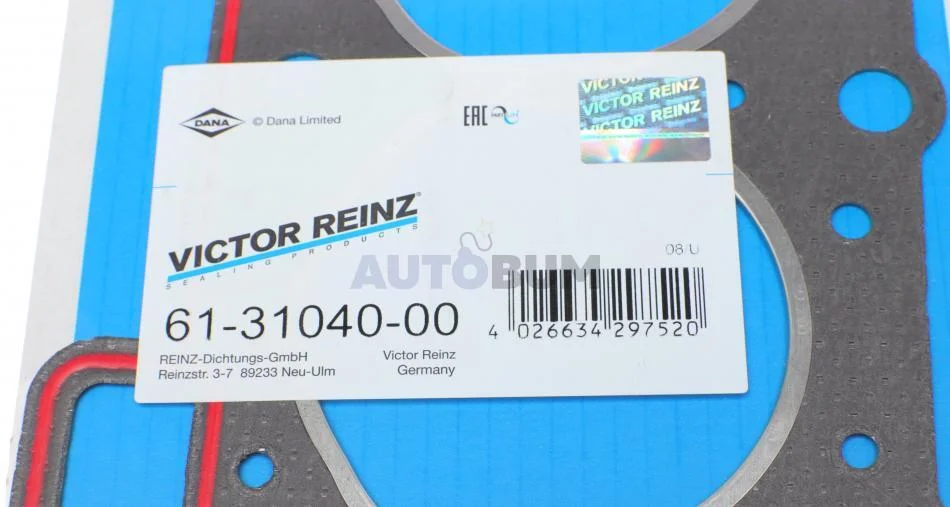 DANA
© Dana Limited
EAC
VICTOR REINZ
VICTOR REINZ
VICTOR REINZ
VICTOR REINZ®
SEALING PRODUCTS
AUTOBUM
08/U
61-31040-00
4 026634 297520
REINZ-Dichtungs-GmbH
Reinzstr. 3-7 89233 Neu-Ulm
Victor Reinz
Germany